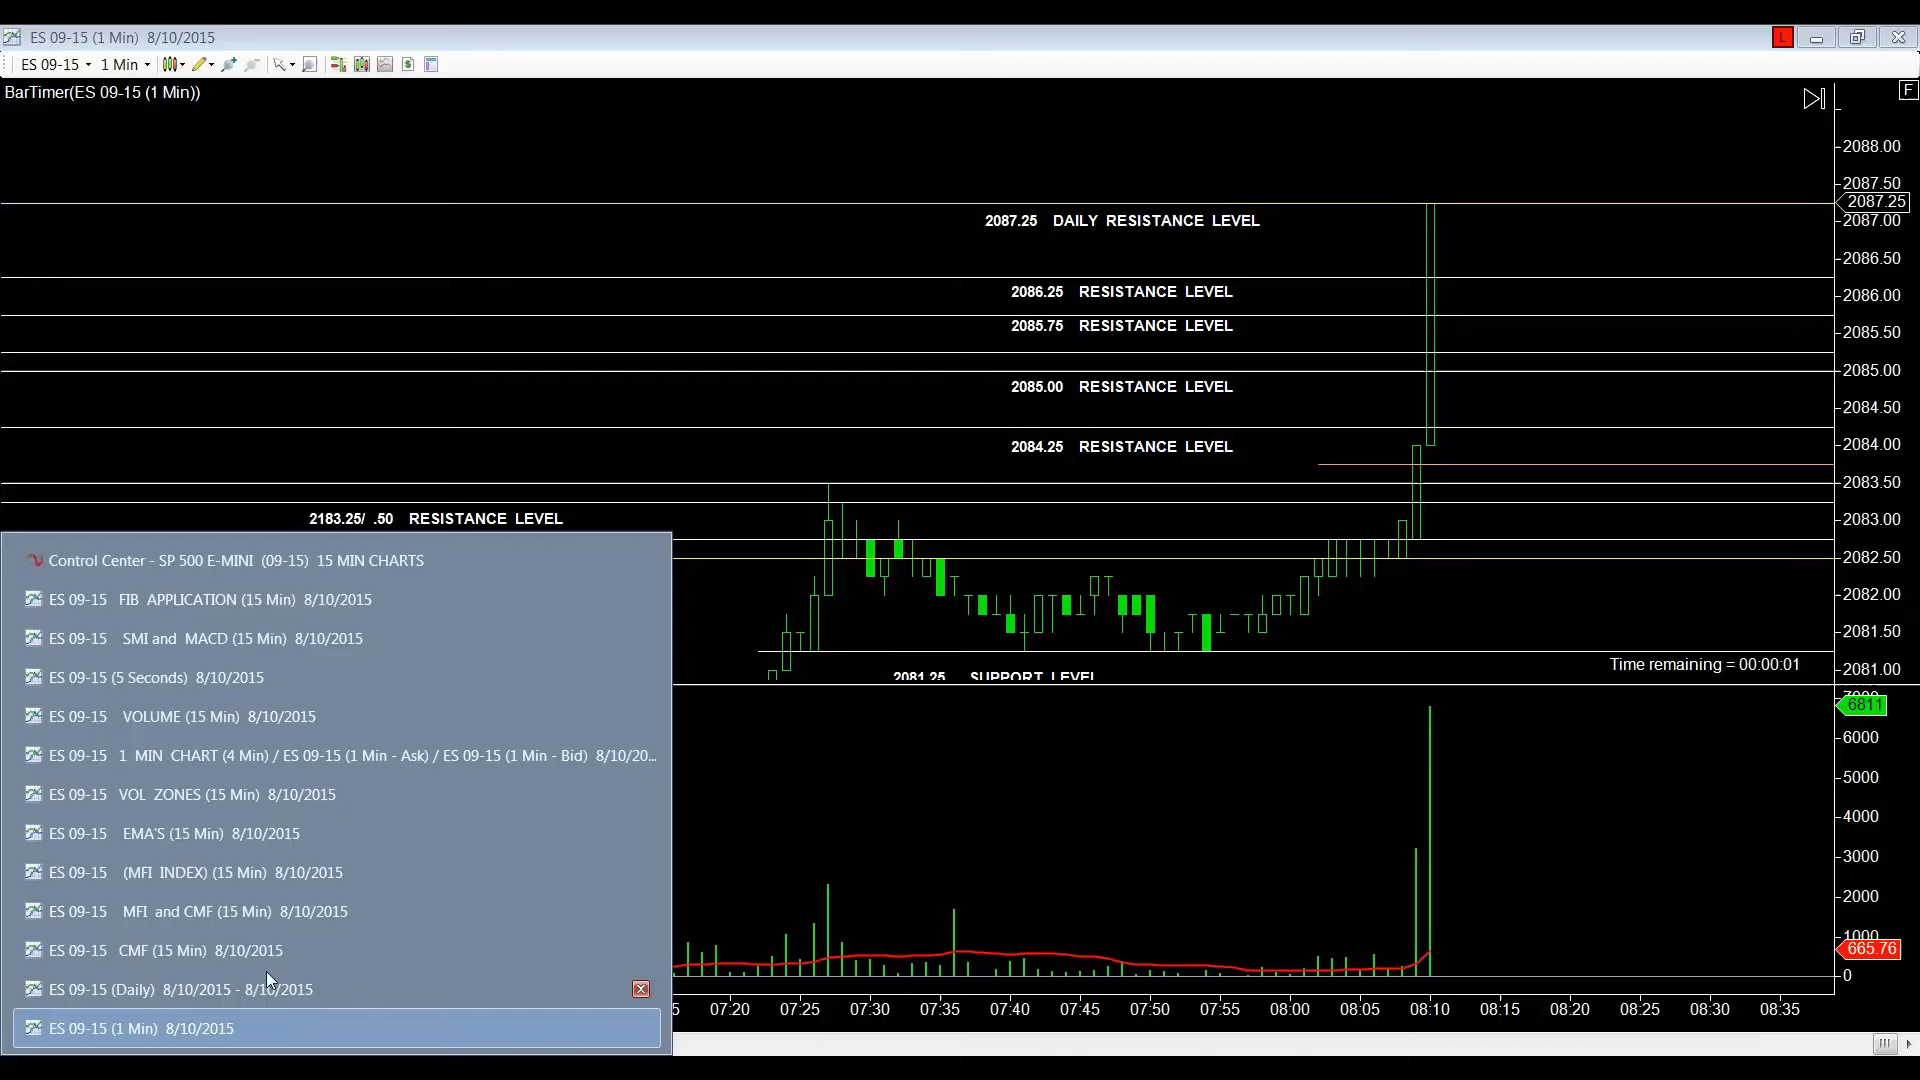 ES 09-15 (1 Min)  8/10/2015
L
ES 09-15  1 Min
BarTimer(ES 09-15 (1 Min))
F
2088.00
2087.50
2087.25
2087.00
2086.50
2086.00
2085.50
2085.00
2084.50
2084.00
2083.50
2083.00
2082.50
2082.00
2081.50
2081.00
2087.25 DAILY RESISTANCE LEVEL
2086.25 RESISTANCE LEVEL
2085.75 RESISTANCE LEVEL
2085.00 RESISTANCE LEVEL
2084.25 RESISTANCE LEVEL
2183.25/ .50 RESISTANCE LEVEL
2081.25 SUPPORT LEVEL
Time remaining = 00:00:01
Control Center - SP 500 E-MINI (09-15) 15 MIN CHARTS
ES 09-15 FIB APPLICATION (15 Min) 8/10/2015
ES 09-15 SMI and MACD (15 Min) 8/10/2015
ES 09-15 (5 Seconds) 8/10/2015
ES 09-15 VOLUME (15 Min) 8/10/2015
ES 09-15 1 MIN CHART (4 Min) / ES 09-15 (1 Min - Ask) / ES 09-15 (1 Min - Bid) 8/10/20...
ES 09-15 VOL ZONES (15 Min) 8/10/2015
ES 09-15 EMA'S (15 Min) 8/10/2015
ES 09-15 (MFI INDEX) (15 Min) 8/10/2015
ES 09-15 MFI and CMF (15 Min) 8/10/2015
ES 09-15 CMF (15 Min) 8/10/2015
ES 09-15 (Daily) 8/10/2015 - 8/10/2015
ES 09-15 (1 Min) 8/10/2015
7000
6811
6000
5000
4000
3000
2000
1000
665.76
0
5 07:20 07:25 07:30 07:35 07:40 07:45 07:50 07:55 08:00 08:05 08:10 08:15 08:20 08:25 08:30 08:35